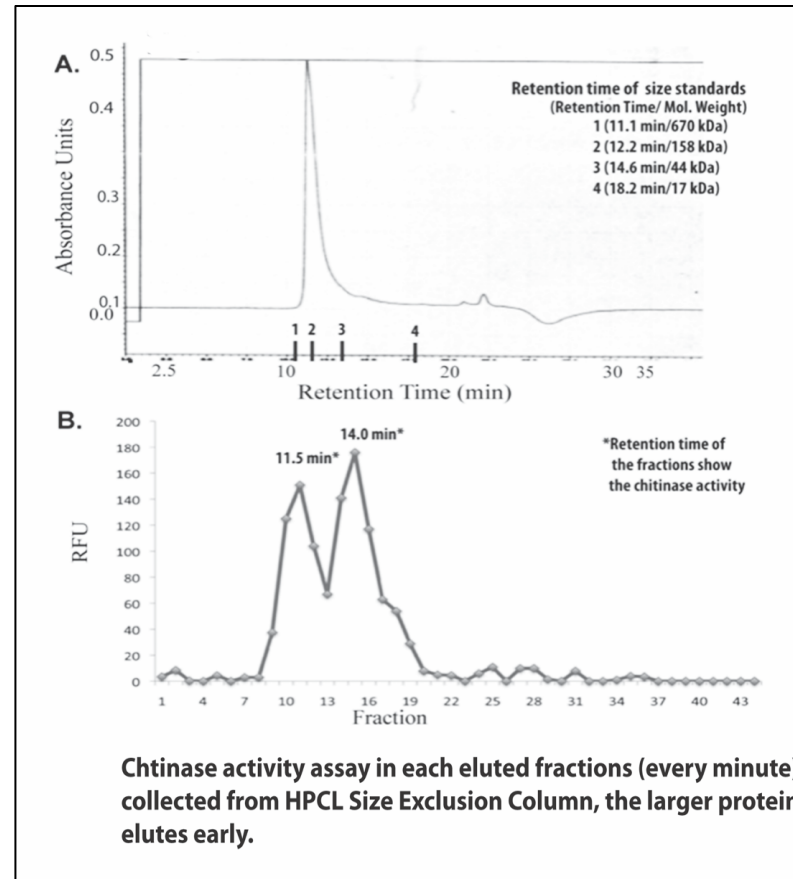 A.
Absorbance Units
0.5
0.4
0.3
0.2
0.1
0.0
Retention time of size standards
(Retention Time/ Mol. Weight)
1 (11.1 min/670 kDa)
2 (12.2 min/158 kDa)
3 (14.6 min/44 kDa)
4 (18.2 min/17 kDa)
1 2 3 4
2.5 10 20 30 35
Retention Time (min)
B.
RFU
200
180
160
140
120
100
80
60
40
20
0
11.5 min*
14.0 min*
*Retention time of
the fractions show
the chitinase activity
1 4 7 10 13 16 19 22 25 28 31 34 37 40 43
Fraction
Chtinase activity assay in each eluted fractions (every minute)
collected from HPCL Size Exclusion Column, the larger protein
elutes early.